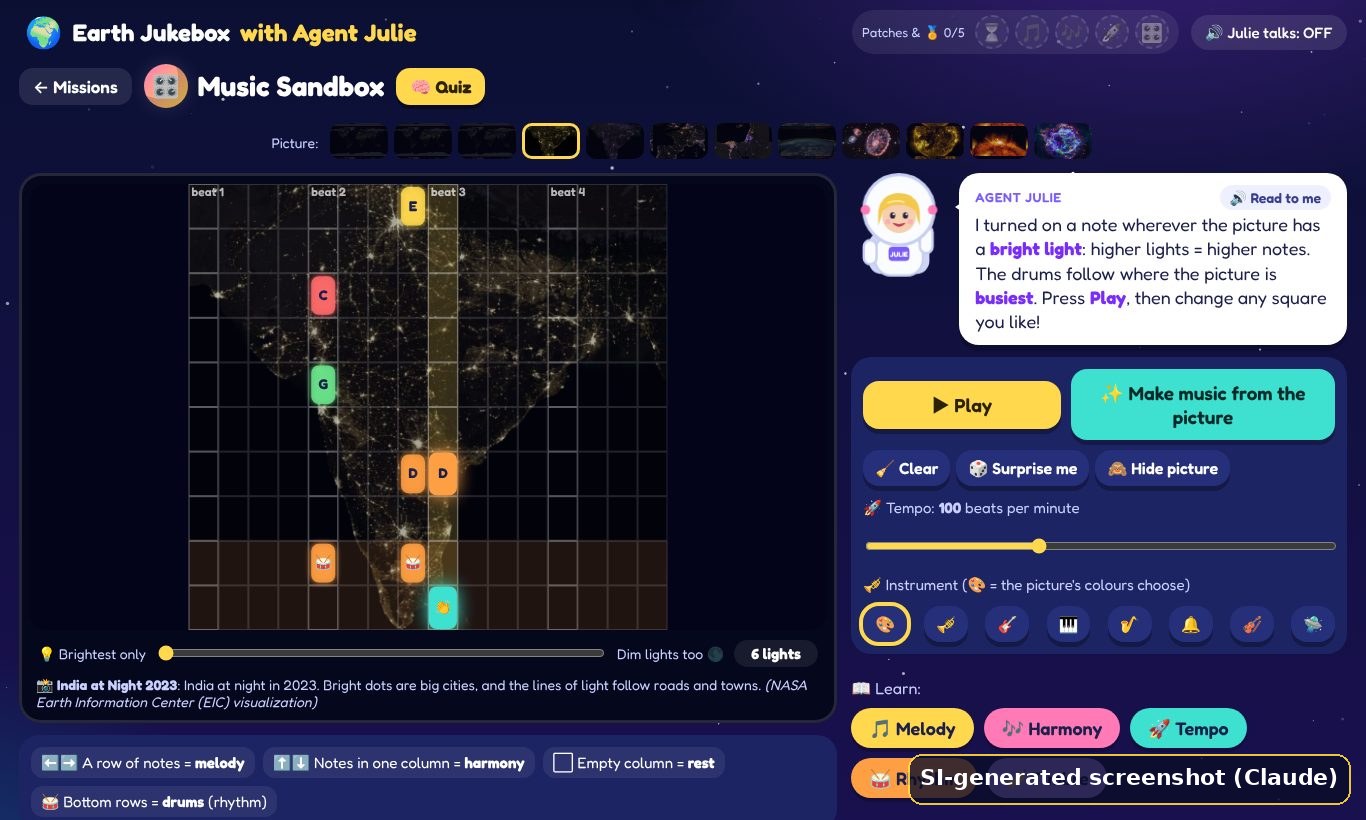 Earth Jukebox with Agent Julie
Patches & 0/5
Julie talks: OFF
← Missions
Music Sandbox
Quiz
Picture:
beat 1 beat 2 beat 3 beat 4
E
C
G
D D
Brightest only
Dim lights too
6 lights
India at Night 2023: India at night in 2023. Bright dots are big cities, and the lines of light follow roads and towns. (NASA
Earth Information Center (EIC) visualization)
A row of notes = melody
Notes in one column = harmony
Empty column = rest
Bottom rows = drums (rhythm)
JULIE
AGENT JULIE
Read to me
I turned on a note wherever the picture has
a bright light: higher lights = higher notes.
The drums follow where the picture is
busiest. Press Play, then change any square
you like!
Play
Make music from the
picture
Clear
Surprise me
Hide picture
Tempo: 100 beats per minute
Instrument ( = the picture's colours choose)
Learn:
Melody
Harmony
Tempo
SI-generated screenshot (Claude)